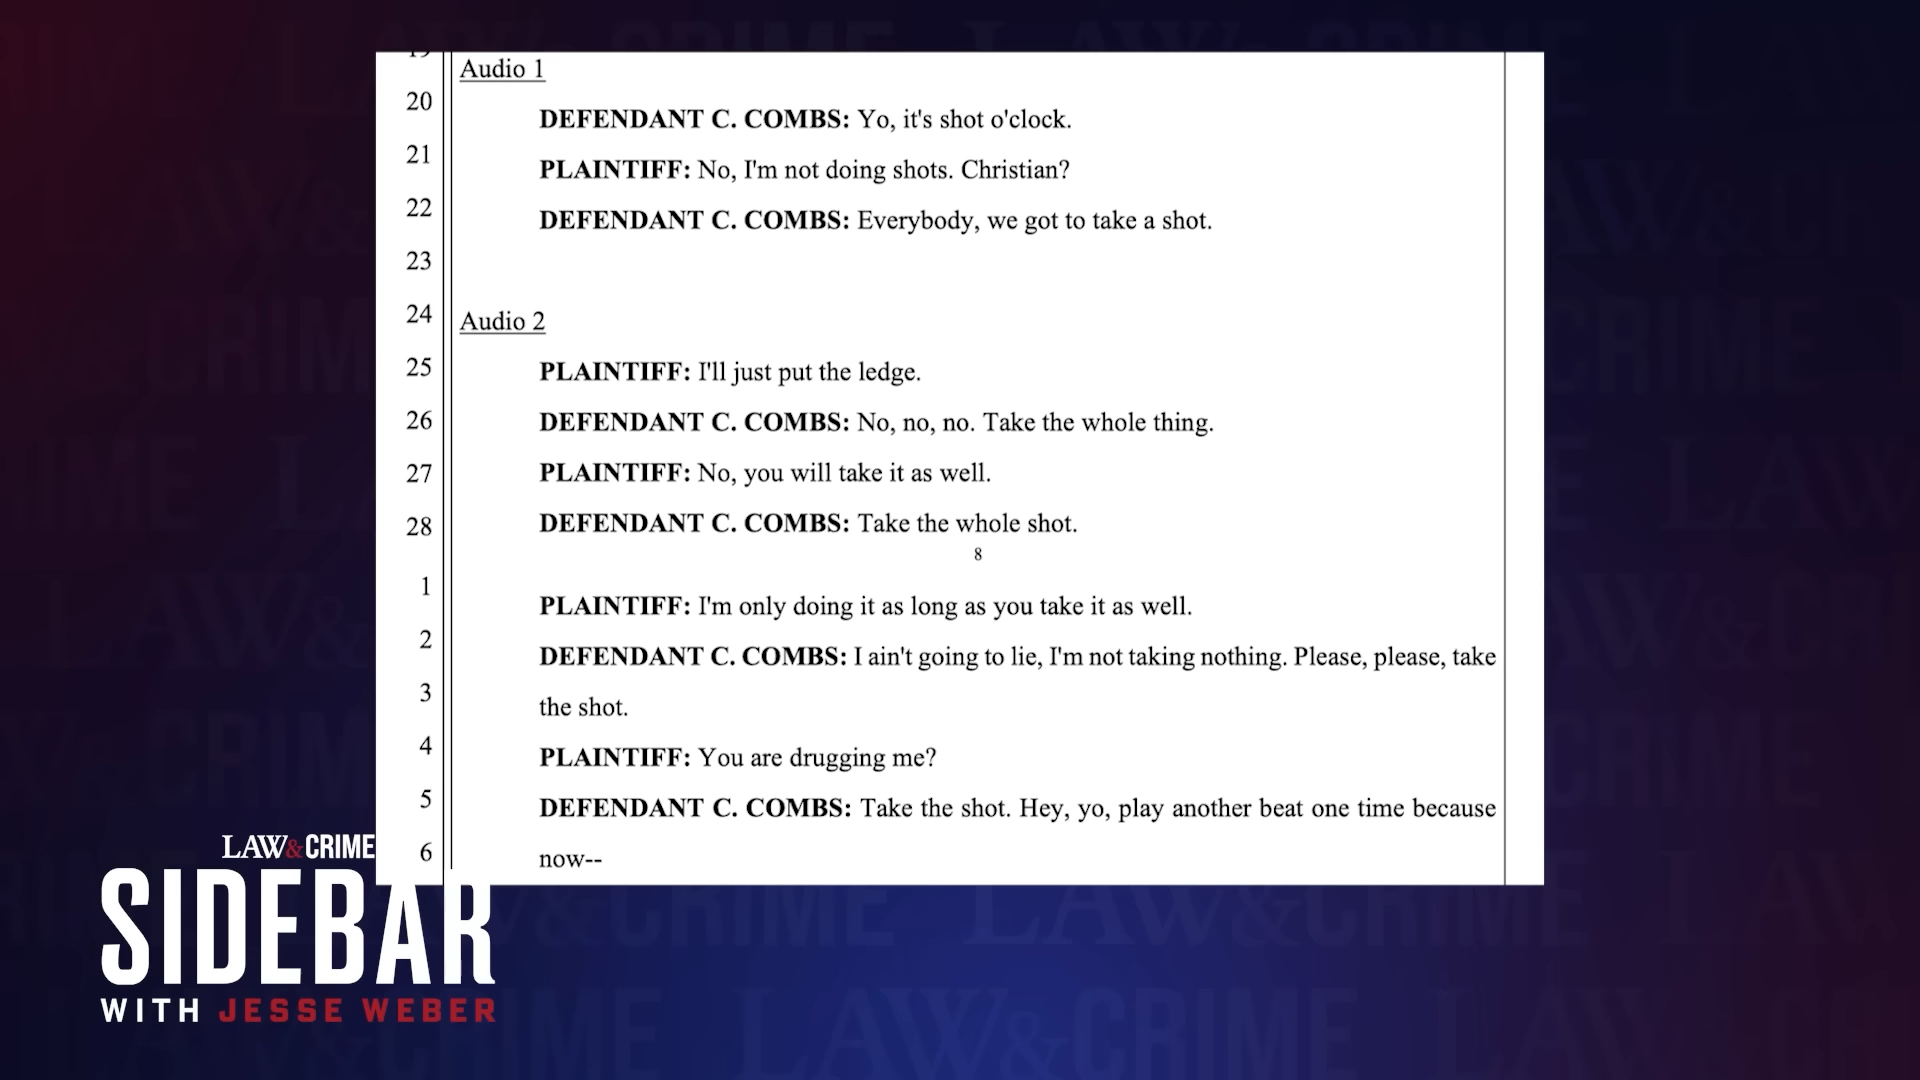 Audio 1
20
DEFENDANT C. COMBS: Yo, it's shot o'clock.
21
PLAINTIFF: No, I'm not doing shots. Christian?
22
DEFENDANT C. COMBS: Everybody, we got to take a shot.
23
24
Audio 2
25
PLAINTIFF: I'll just put the ledge.
26
DEFENDANT C. COMBS: No, no, no. Take the whole thing.
27
PLAINTIFF: No, you will take it as well.
28
DEFENDANT C. COMBS: Take the whole shot.
8
1
PLAINTIFF: I'm only doing it as long as you take it as well.
2
DEFENDANT C. COMBS: I ain't going to lie, I'm not taking nothing. Please, please, take
3
the shot.
4
PLAINTIFF: You are drugging me?
5
DEFENDANT C. COMBS: Take the shot. Hey, yo, play another beat one time because
6
now--
LAW&CRIME
SIDEBAR
WITH JESSE WEBER